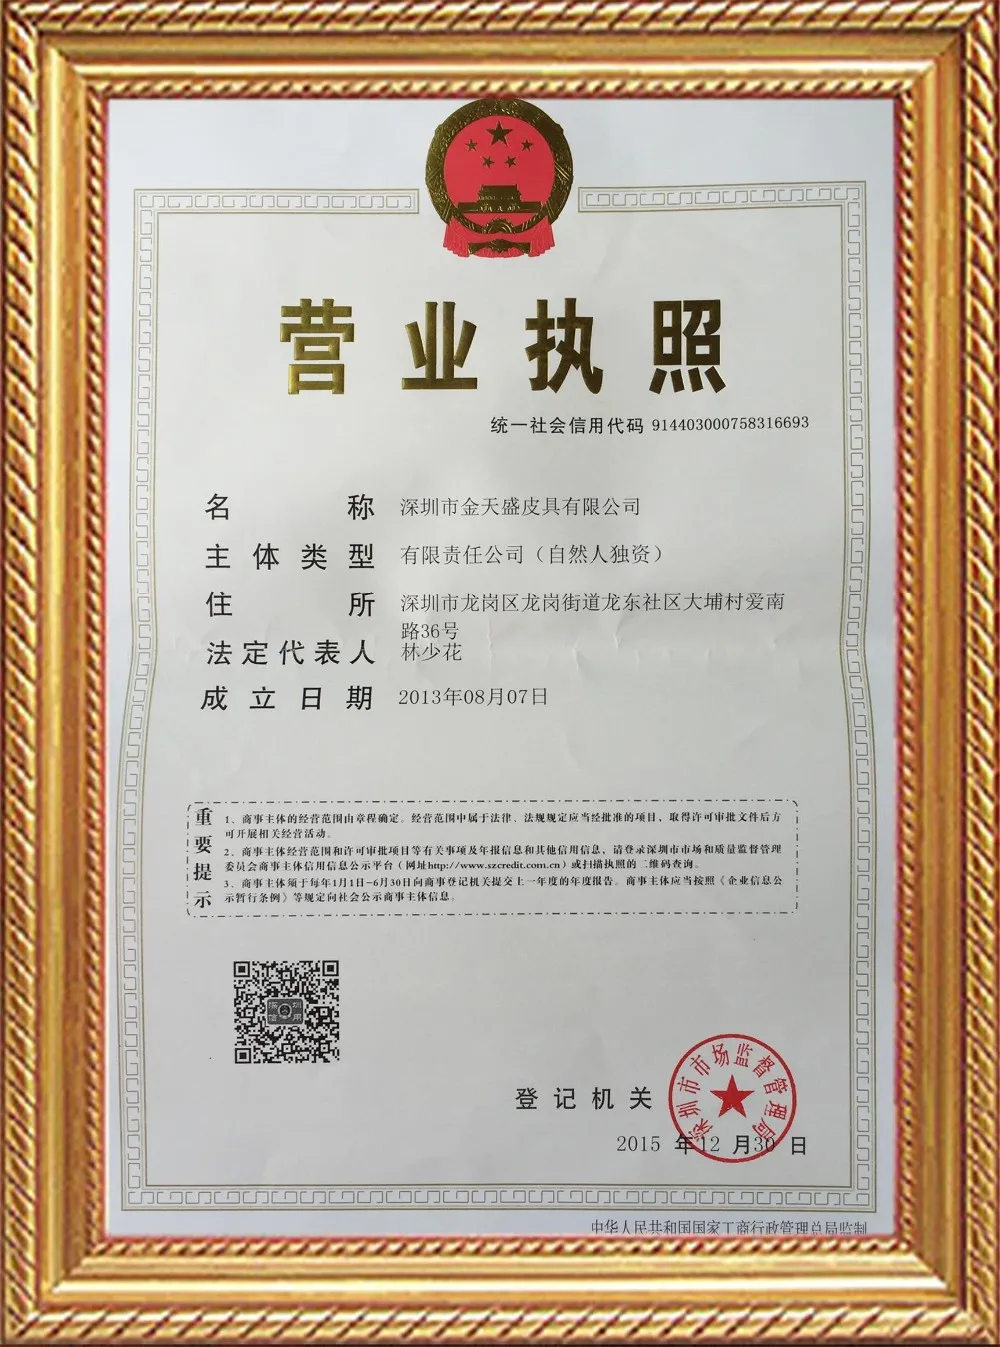 营业执照
统一社会信用代码 914403000758316693
名称 深圳市金天盛皮具有限公司
主体类型 有限责任公司（自然人独资）
住所 深圳市龙岗区龙岗街道龙东社区大埔村爱南
路36号
法定代表人 林少花
成立日期 2013年08月07日
重要提示
1、商事主体的经营范围由章程确定。经营范围中属于法律、法规规定应当经批准的项目，取得许可审批文件后方
可开展相关经营活动。
2、商事主体经营范围和许可审批项目等有关事项及年报信息和其他信用信息，请登录深圳市市场和质量监督管理
委员会商事主体信用信息公示平台（网址http://www.szcredit.com.cn）或扫描执照的二维码查询。
3、商事主体须于每年1月1日-6月30日向商事登记机关提交上一年度的年度报告。商事主体应当按照《企业信息公
示暂行条例》等规定向社会公示商事主体信息。
深圳
信用
登记机关
深圳市市场监督管理局
2015 年 12 月 30 日
中华人民共和国国家工商行政管理总局监制